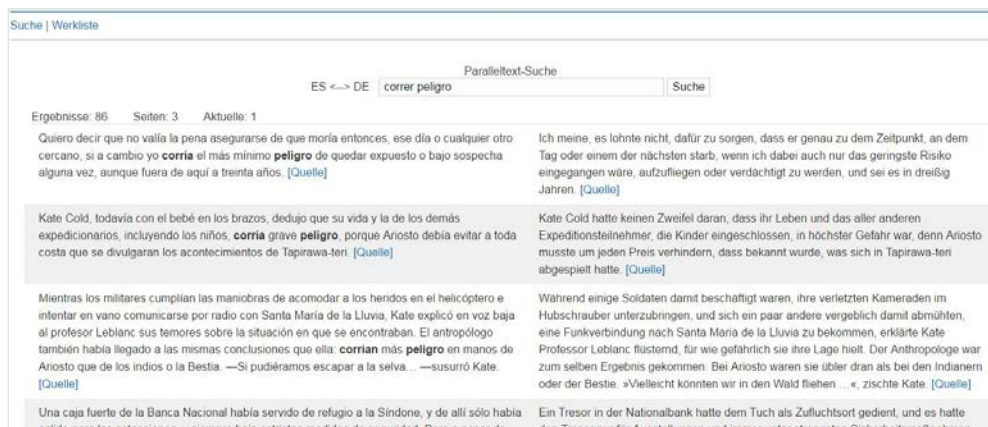 Suche | Werkliste
Paralleltext-Suche
ES <--> DE correr peligro Suche
Ergebnisse: 86 Seiten: 3 Aktuelle: 1
Quiero decir que no valía la pena asegurarse de que moría entonces, ese día o cualquier otro
cercano, si a cambio yo corría el más mínimo peligro de quedar expuesto o bajo sospecha
alguna vez, aunque fuera de aquí a treinta años. [Quelle]
Ich meine, es lohnte nicht, dafür zu sorgen, dass er genau zu dem Zeitpunkt, an dem
Tag oder einem der nächsten starb, wenn ich dabei auch nur das geringste Risiko
eingegangen wäre, aufzufliegen oder verdächtigt zu werden, und sei es in dreißig
Jahren. [Quelle]
Kate Cold, todavía con el bebé en los brazos, dedujo que su vida y la de los demás
expedicionarios, incluyendo los niños, corría grave peligro, porque Ariosto debía evitar a toda
costa que se divulgaran los acontecimientos de Tapirawa-teri. [Quelle]
Kate Cold hatte keinen Zweifel daran, dass ihr Leben und das aller anderen
Expeditionsteilnehmer, die Kinder eingeschlossen, in höchster Gefahr war, denn Ariosto
musste um jeden Preis verhindern, dass bekannt wurde, was sich in Tapirawa-teri
abgespielt hatte. [Quelle]
Mientras los militares cumplían las maniobras de acomodar a los heridos en el helicóptero e
intentar en vano comunicarse por radio con Santa María de la Lluvia, Kate explicó en voz baja
al profesor Leblanc sus temores sobre la situación en que se encontraban. El antropólogo
también había llegado a las mismas conclusiones que ella: corrían más peligro en manos de
Ariosto que de los indios o la Bestia. —Si pudiéramos escapar a la selva... —susurró Kate.
[Quelle]
Während einige Soldaten damit beschäftigt waren, ihre verletzten Kameraden im
Hubschrauber unterzubringen, und sich ein paar andere vergeblich damit abmühten,
eine Funkverbindung nach Santa Maria de la Lluvia zu bekommen, erklärte Kate
Professor Leblanc flüsternd, für wie gefährlich sie ihre Lage hielt. Der Anthropologe war
zum selben Ergebnis gekommen: Bei Ariosto waren sie übler dran als bei den Indianern
oder der Bestie. »Vielleicht könnten wir in den Wald fliehen ... «, zischte Kate. [Quelle]
Una caja fuerte de la Banca Nacional había servido de refugio a la Síndone, y de allí sólo había
Ein Tresor in der Nationalbank hatte dem Tuch als Zufluchtsort gedient, und es hatte